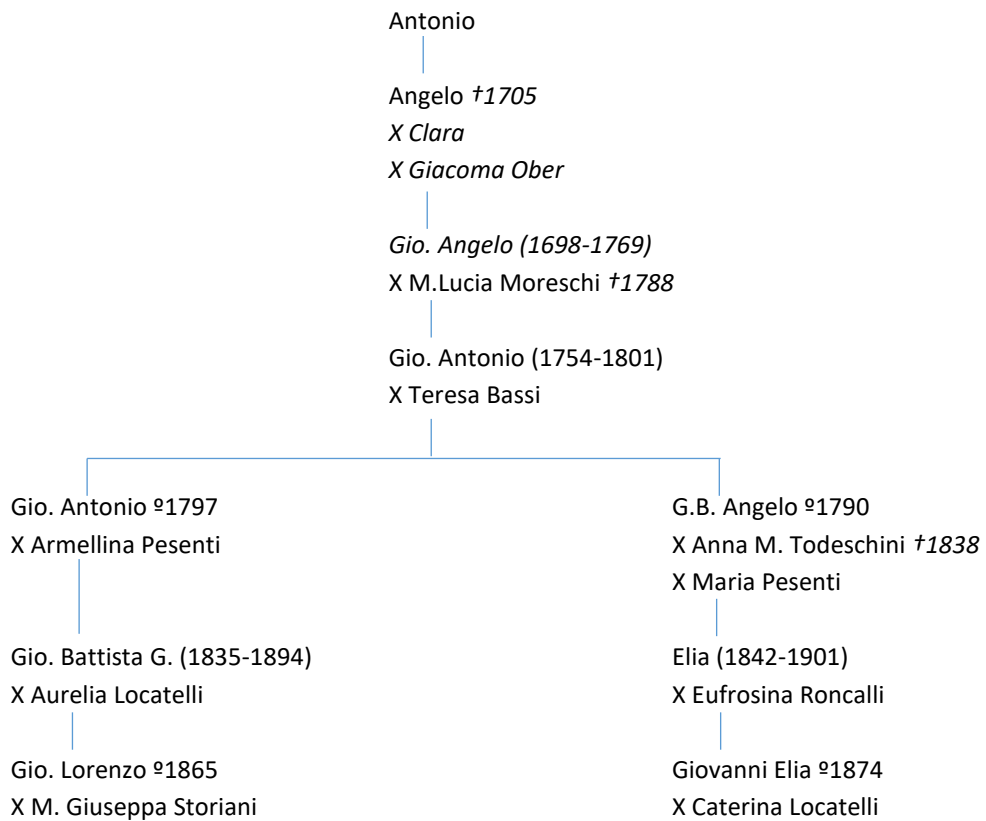 Antonio
Angelo †1705
X Clara
X Giacoma Ober
Gio. Angelo (1698-1769)
X M.Lucia Moreschi †1788
Gio. Antonio (1754-1801)
X Teresa Bassi
Gio. Antonio º1797
X Armellina Pesenti
G.B. Angelo º1790
X Anna M. Todeschini †1838
X Maria Pesenti
Gio. Battista G. (1835-1894)
X Aurelia Locatelli
Elia (1842-1901)
X Eufrosina Roncalli
Gio. Lorenzo º1865
X M. Giuseppa Storiani
Giovanni Elia º1874
X Caterina Locatelli